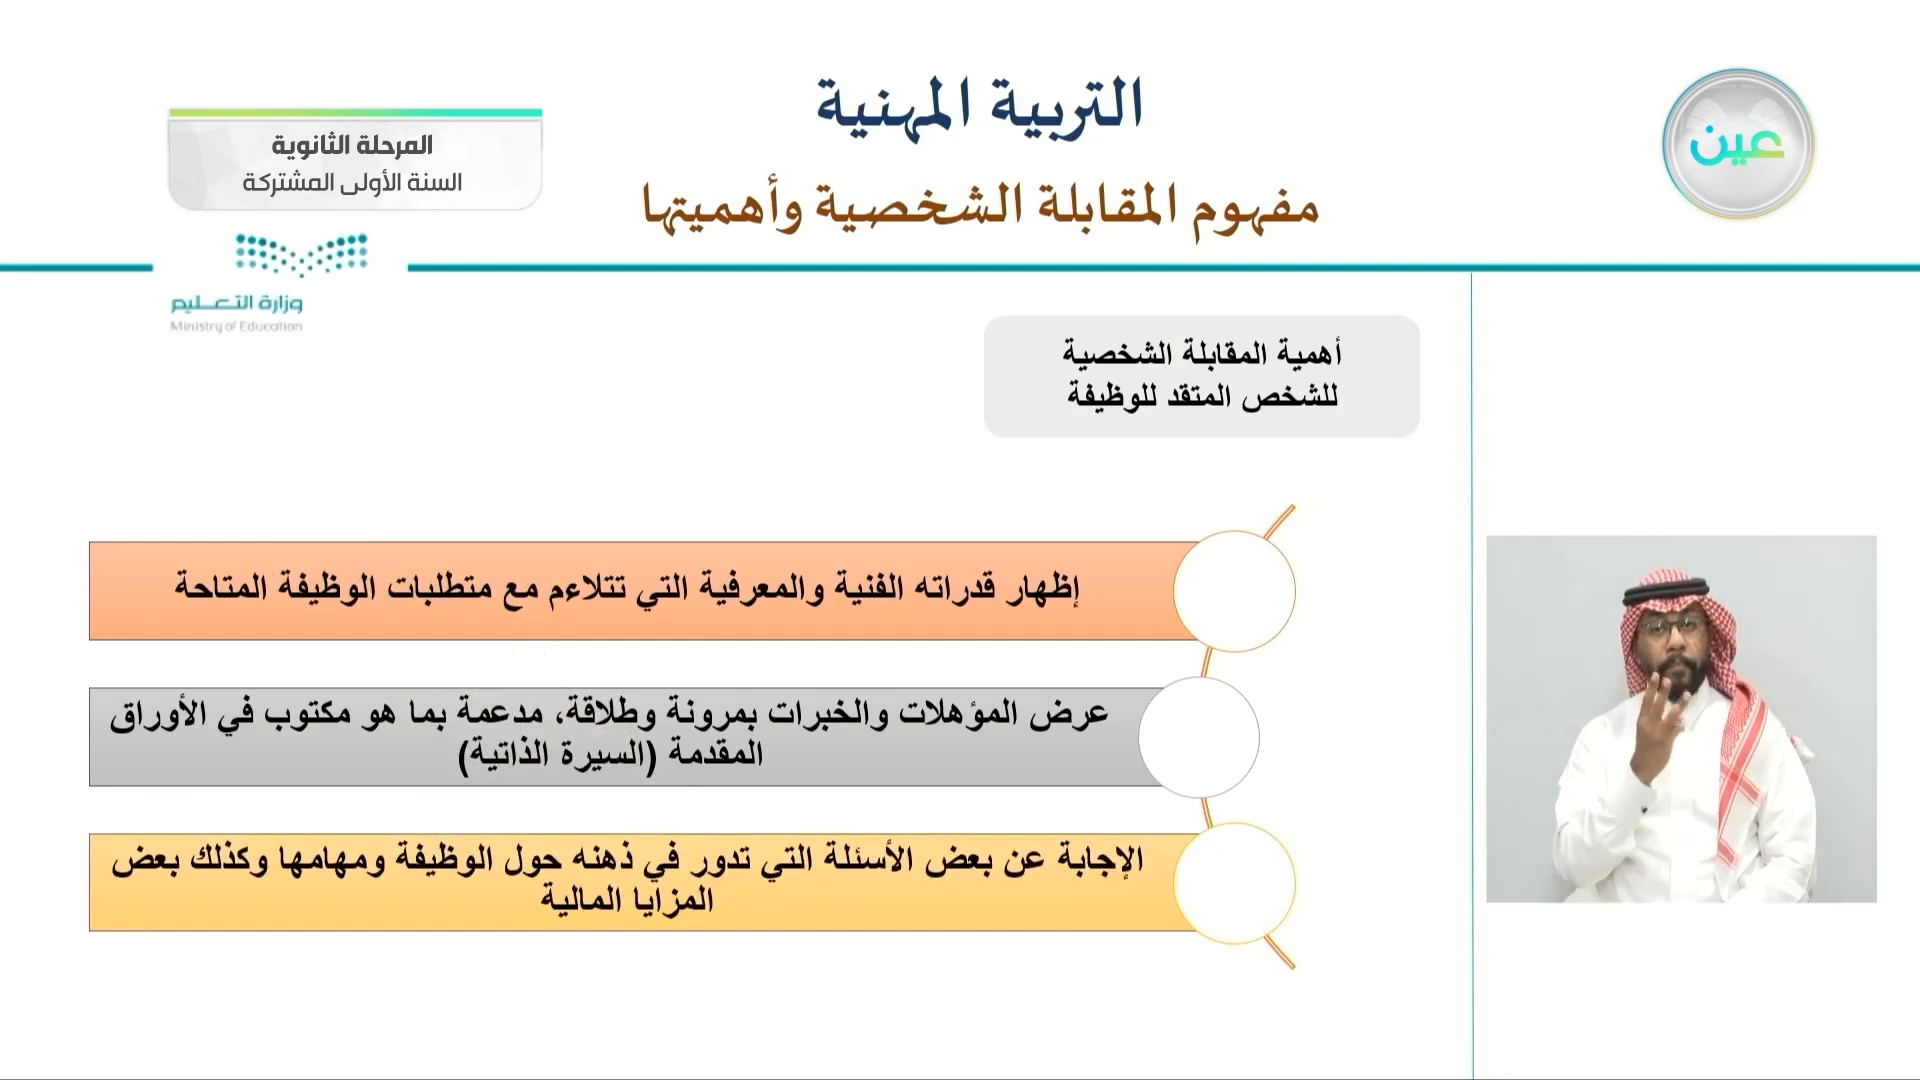 التربية المهنية
مفهوم المقابلة الشخصية وأهميتها
عين
المرحلة الثانوية
السنة الأولى المشتركة
وزارة التعليم
Ministry of Education
أهمية المقابلة الشخصية
للشخص المتقد للوظيفة
إظهار قدراته الفنية والمعرفية التي تتلاءم مع متطلبات الوظيفة المتاحة
عرض المؤهلات والخبرات بمرونة وطلاقة، مدعمة بما هو مكتوب في الأوراق
المقدمة (السيرة الذاتية)
الإجابة عن بعض الأسئلة التي تدور في ذهنه حول الوظيفة ومهامها وكذلك بعض
المزايا المالية